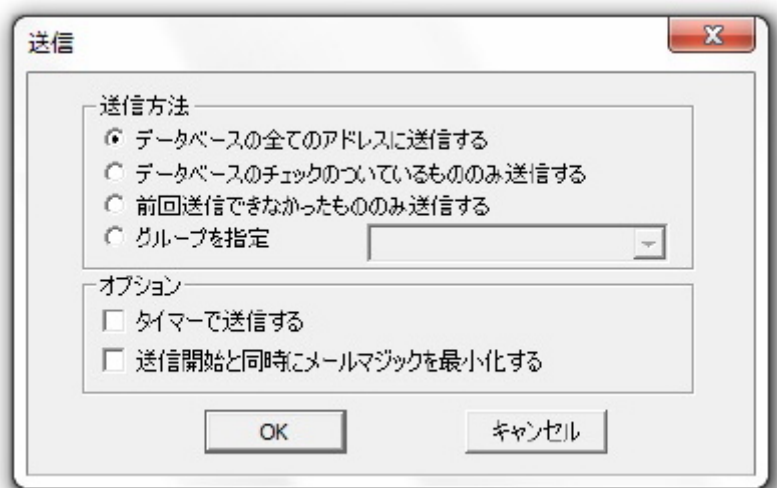 送信
送信方法
データベースの全てのアドレスに送信する
データベースのチェックのついているもののみ送信する
前回送信できなかったもののみ送信する
グループを指定
オプション
タイマーで送信する
送信開始と同時にメールマジックを最小化する
OK
キャンセル